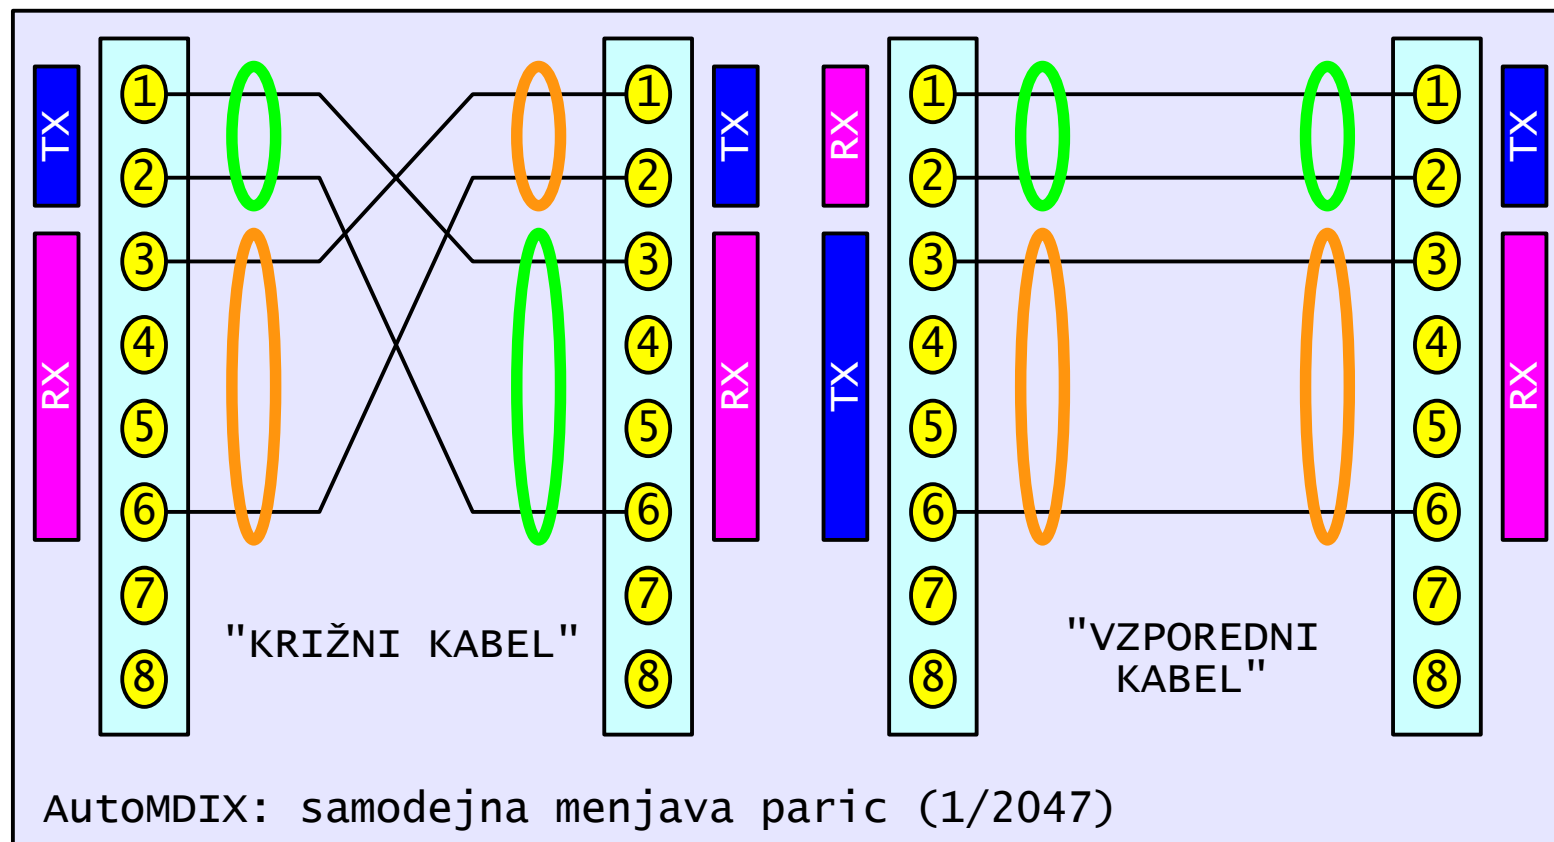 TX
RX
1
2
3
4
5
6
7
8
1
2
3
4
5
6
7
8
TX
RX
"KRIŽNI KABEL"
RX
TX
1
2
3
4
5
6
7
8
1
2
3
4
5
6
7
8
TX
RX
"VZPOREDNI
KABEL"
AutoMDIX: samodejna menjava paric (1/2047)